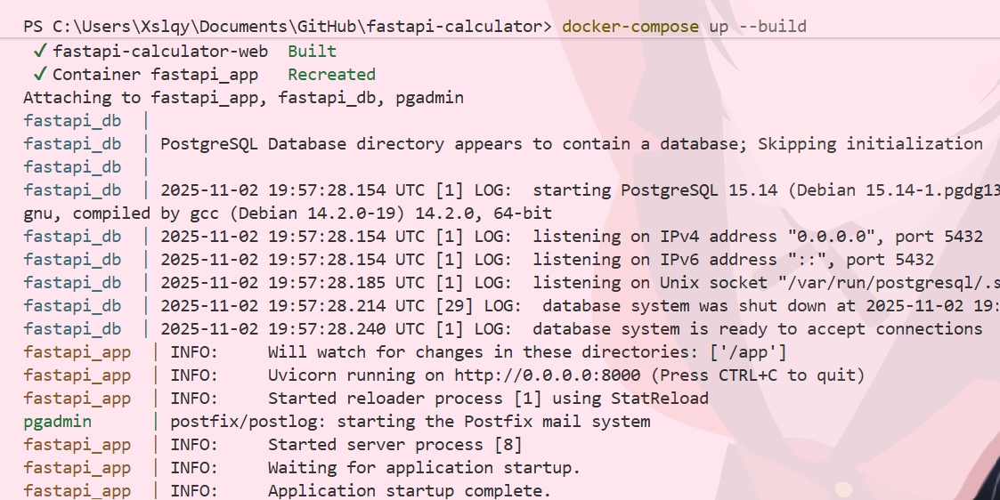 PS C:\Users\Xslqy\Documents\GitHub\fastapi-calculator> docker-compose up --build
✓ fastapi-calculator-web  Built
✓ Container fastapi_app   Recreated
Attaching to fastapi_app, fastapi_db, pgadmin
fastapi_db  |
fastapi_db  | PostgreSQL Database directory appears to contain a database; Skipping initialization
fastapi_db  |
fastapi_db  | 2025-11-02 19:57:28.154 UTC [1] LOG:  starting PostgreSQL 15.14 (Debian 15.14-1.pgdg13
gnu, compiled by gcc (Debian 14.2.0-19) 14.2.0, 64-bit
fastapi_db  | 2025-11-02 19:57:28.154 UTC [1] LOG:  listening on IPv4 address "0.0.0.0", port 5432
fastapi_db  | 2025-11-02 19:57:28.154 UTC [1] LOG:  listening on IPv6 address "::", port 5432
fastapi_db  | 2025-11-02 19:57:28.185 UTC [1] LOG:  listening on Unix socket "/var/run/postgresql/.s
fastapi_db  | 2025-11-02 19:57:28.214 UTC [29] LOG:  database system was shut down at 2025-11-02 19:
fastapi_db  | 2025-11-02 19:57:28.240 UTC [1] LOG:  database system is ready to accept connections
fastapi_app  | INFO:     Will watch for changes in these directories: ['/app']
fastapi_app  | INFO:     Uvicorn running on http://0.0.0.0:8000 (Press CTRL+C to quit)
fastapi_app  | INFO:     Started reloader process [1] using StatReload
pgadmin      | postfix/postlog: starting the Postfix mail system
fastapi_app  | INFO:     Started server process [8]
fastapi_app  | INFO:     Waiting for application startup.
fastapi_app  | INFO:     Application startup complete.